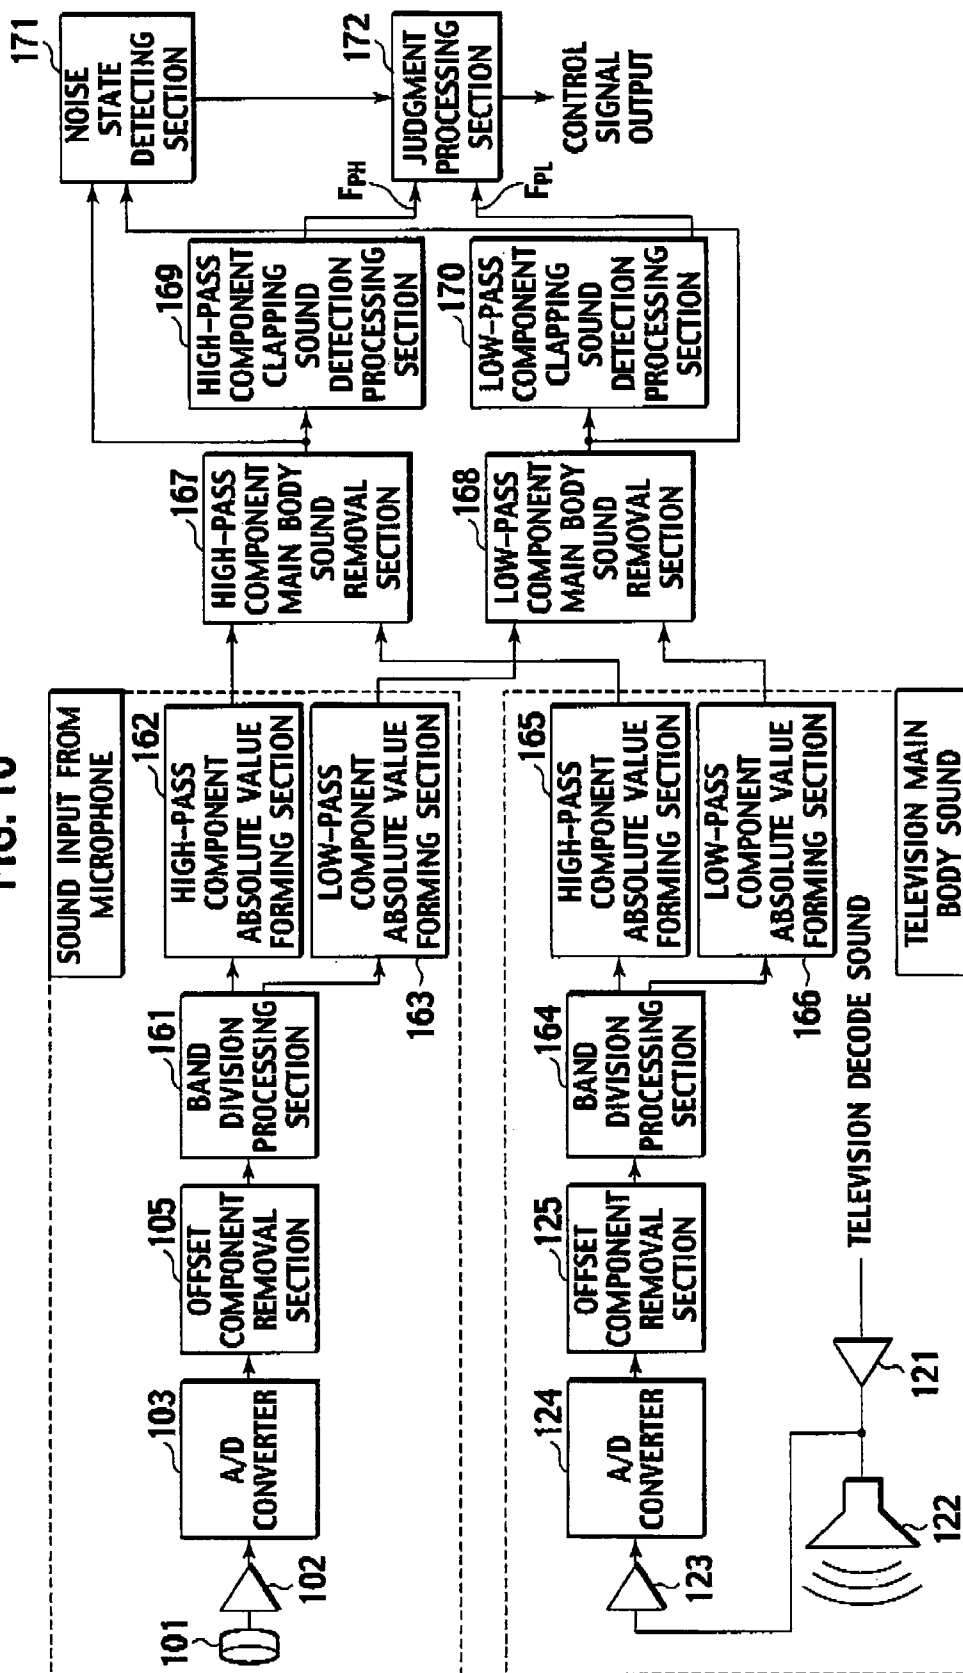 FIG.
SOUND INPUT FROM
MICROPHONE
101
102
103
A/D
CONVERTER
105
OFFSET
COMPONENT
REMOVAL
SECTION
161
BAND
DIVISION
PROCESSING
SECTION
162
HIGH-PASS
COMPONENT
ABSOLUTE VALUE
FORMING SECTION
LOW-PASS
COMPONENT
ABSOLUTE VALUE
FORMING SECTION
163
167
HIGH-PASS
COMPONENT
MAIN BODY
SOUND
REMOVAL
SECTION
169
HIGH-PASS
COMPONENT
CLAPPING
SOUND
DETECTION
PROCESSING
SECTION
171
NOISE
STATE
DETECTING
SECTION
FPH
172
JUDGMENT
PROCESSING
SECTION
FPL
CONTROL
SIGNAL
OUTPUT
168
LOW-PASS
COMPONENT
MAIN BODY
SOUND
REMOVAL
SECTION
170
LOW-PASS
COMPONENT
CLAPPING
SOUND
DETECTION
PROCESSING
SECTION
123
124
A/D
CONVERTER
125
OFFSET
COMPONENT
REMOVAL
SECTION
164
BAND
DIVISION
PROCESSING
SECTION
165
HIGH-PASS
COMPONENT
ABSOLUTE VALUE
FORMING SECTION
LOW-PASS
COMPONENT
ABSOLUTE VALUE
FORMING SECTION
166
122
121
TELEVISION DECODE SOUND
TELEVISION MAIN
BODY SOUND